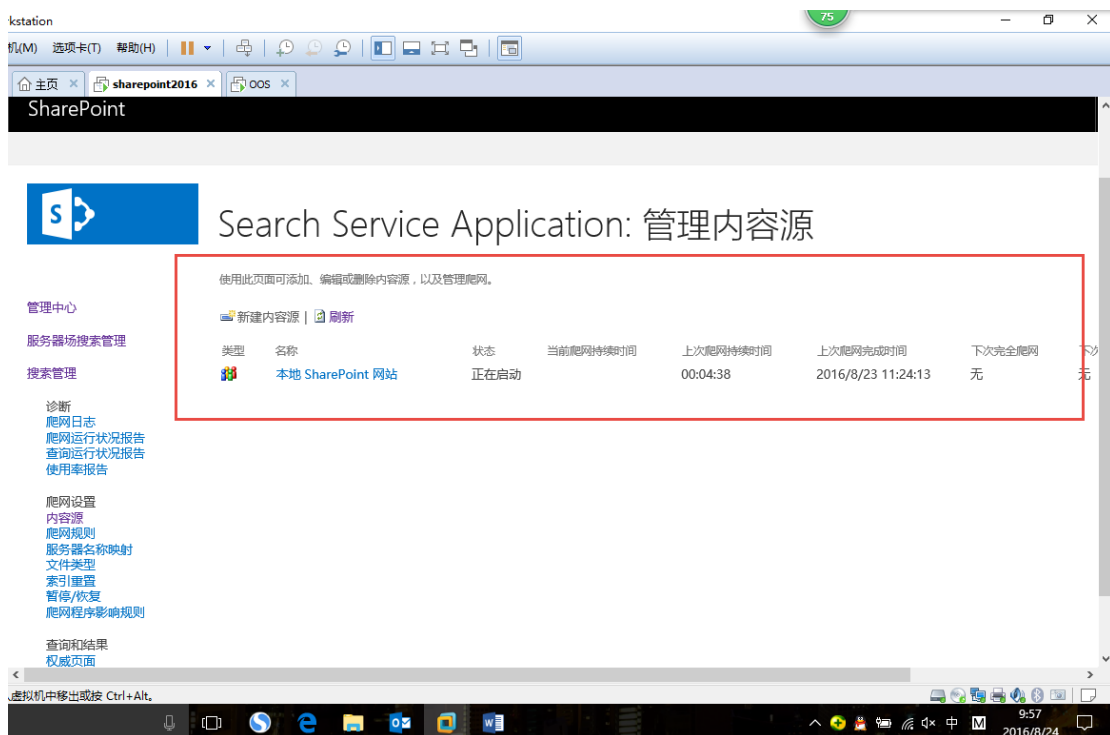 75
kstation
机(M) 选项卡(T) 帮助(H)
主页 × sharepoint2016 × OOS ×
SharePoint
S
Search Service Application: 管理内容源
使用此页面可添加、编辑或删除内容源，以及管理爬网。
新建内容源 | 刷新
类型 名称 状态 当前爬网持续时间 上次爬网持续时间 上次爬网完成时间 下次完全爬网 下次
本地 SharePoint 网站 正在启动 00:04:38 2016/8/23 11:24:13 无 无
管理中心
服务器场搜索管理
搜索管理
诊断
爬网日志
爬网运行状况报告
查询运行状况报告
使用率报告
爬网设置
内容源
爬网规则
服务器名称映射
文件类型
索引重置
暂停/恢复
爬网程序影响规则
查询和结果
权威页面
虚拟机中移出或按 Ctrl+Alt。
中 M 9:57
2016/8/24